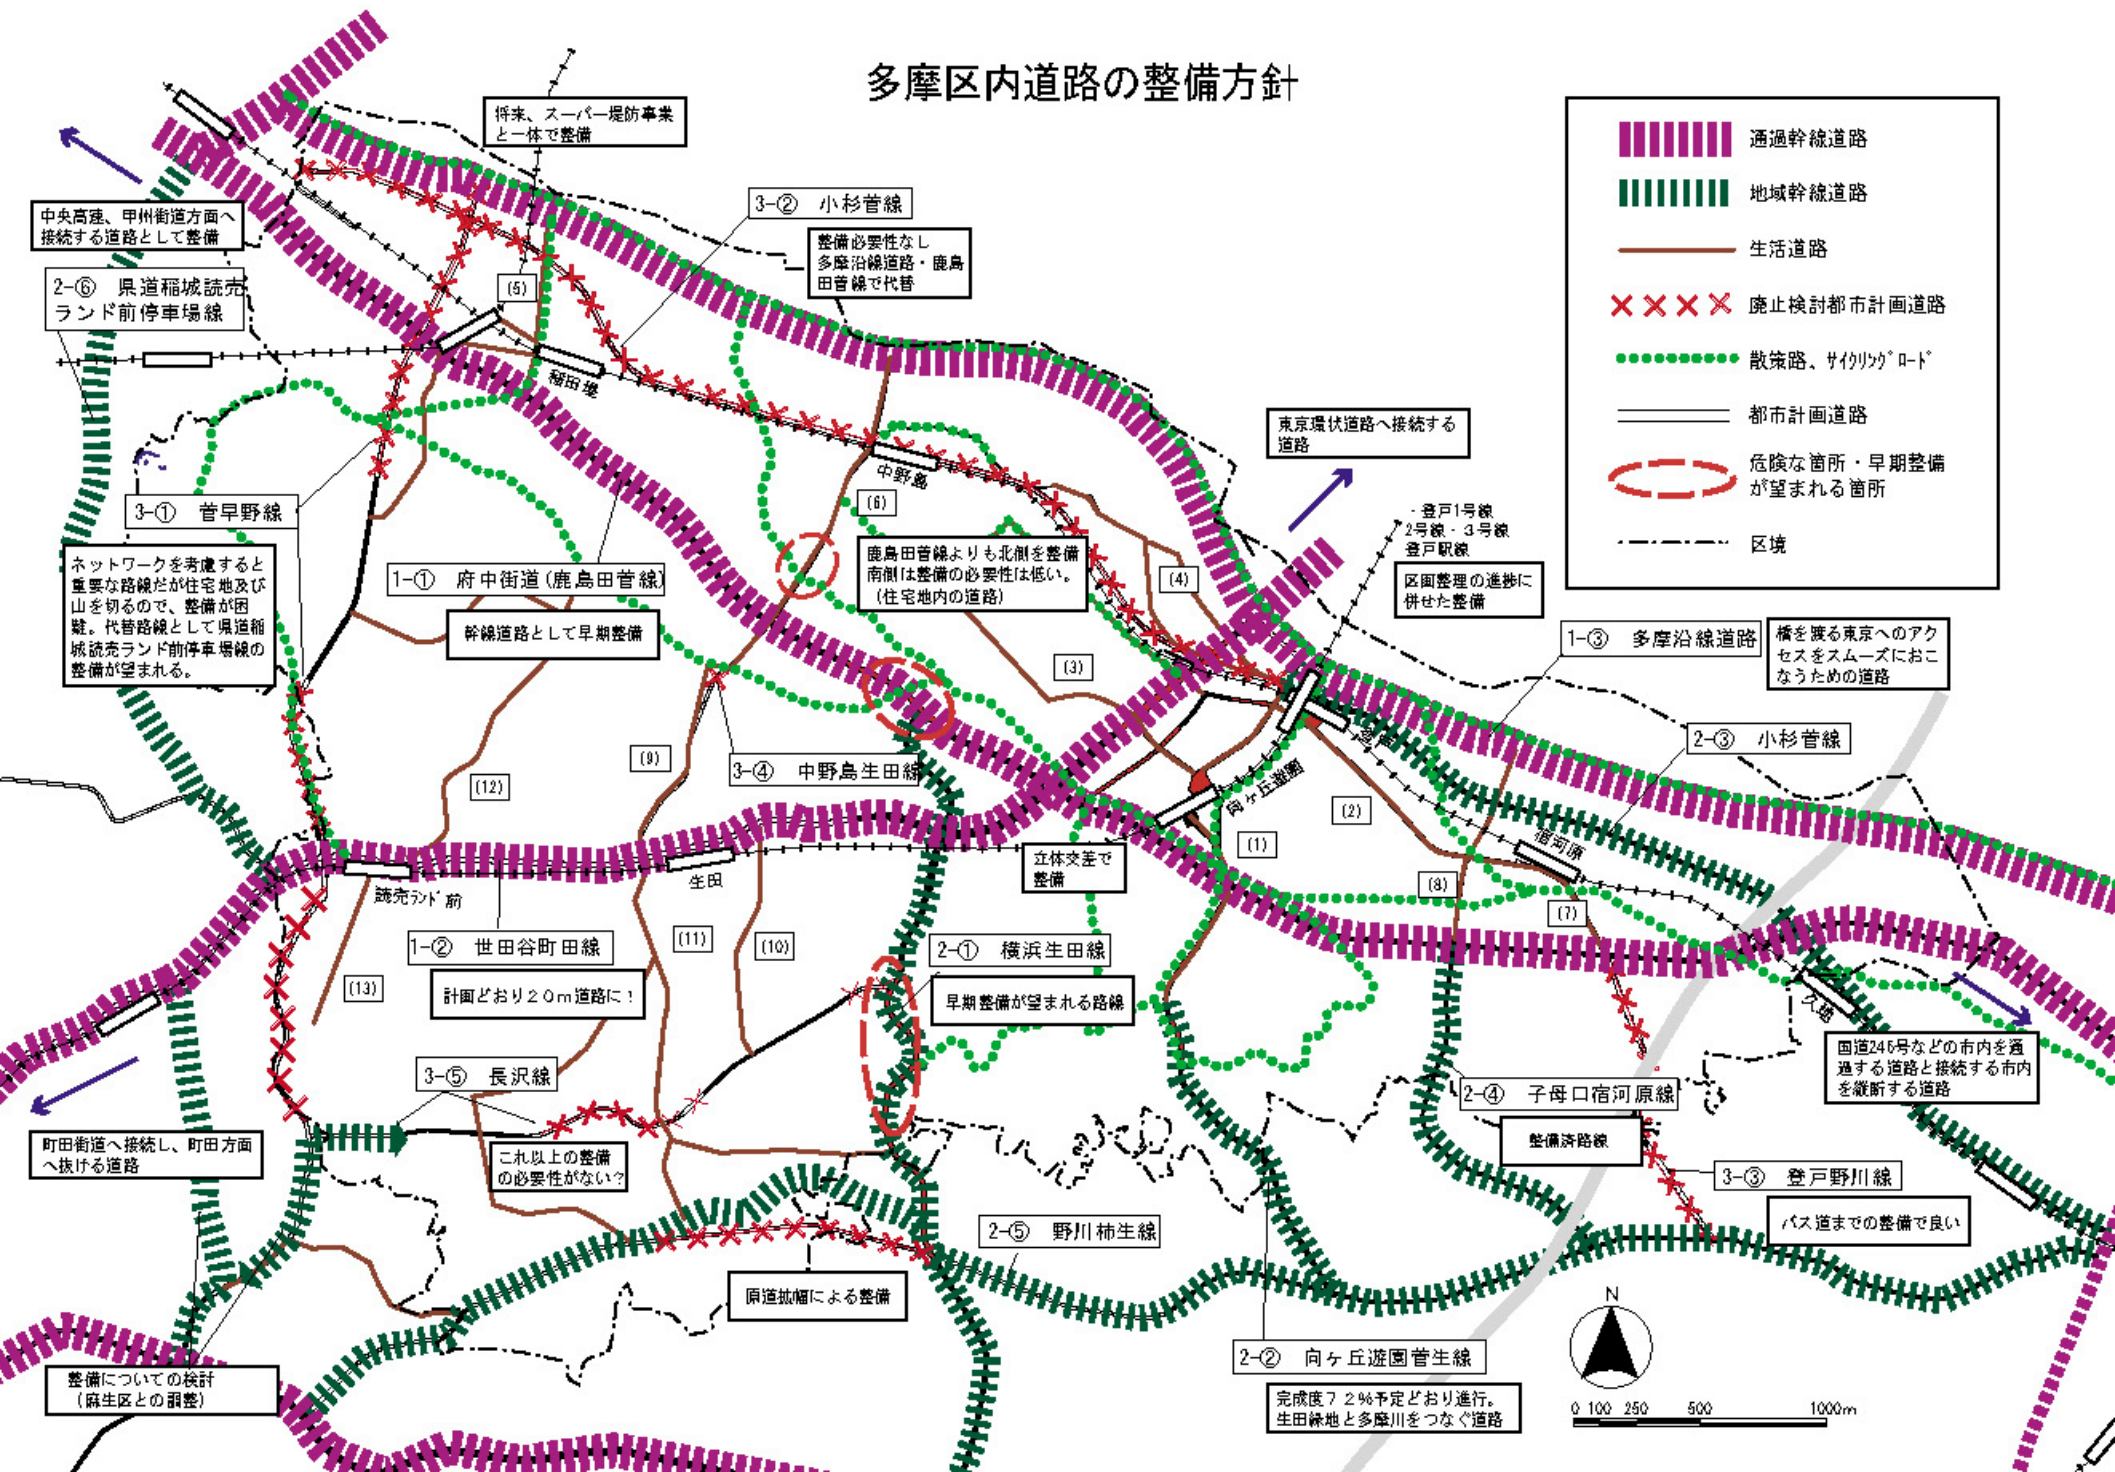 多摩区内道路の整備方針
通過幹線道路
地域幹線道路
生活道路
廃止検討都市計画道路
散策路、サイクリングロード
都市計画道路
危険な箇所・早期整備
が望まれる箇所
区境
将来、スーパー堤防事業
と一体で整備
3-② 小杉菅線
整備必要性なし
多摩沿線道路・鹿島
田菅線で代替
中央高速、甲州街道方面へ
接続する道路として整備
2-⑥ 県道稲城読売
ランド前停車場線
(5)
稲田堤
東京環状道路へ接続する
道路
中野島
(6)
3-① 菅早野線
・登戸1号線
2号線・3号線
登戸駅線
区画整理の進捗に
併せた整備
ネットワークを考慮すると
重要な路線だが住宅地及び
山を切るので、整備が困
難。代替路線として県道稲
城読売ランド前停車場線の
整備が望まれる。
1-① 府中街道(鹿島田菅線)
幹線道路として早期整備
鹿島田菅線よりも北側を整備
南側は整備の必要性は低い。
(住宅地内の道路)
(4)
(3)
1-③ 多摩沿線道路
橋を渡る東京へのアク
セスをスムーズにおこ
なうための道路
2-③ 小杉菅線
(9)
3-④ 中野島生田線
(12)
向ヶ丘遊園
(2)
(1)
宿河原
立体交差で
整備
生田
読売ランド前
(8)
(7)
1-② 世田谷町田線
計画どおり20m道路に!
(11)
(10)
(13)
2-① 横浜生田線
早期整備が望まれる路線
久地
国道246号などの市内を通
過する道路と接続する市内
を縦断する道路
3-⑤ 長沢線
2-④ 子母口宿河原線
整備済路線
町田街道へ接続し、町田方面
へ抜ける道路
これ以上の整備
の必要性がない?
3-③ 登戸野川線
バス道までの整備で良い
2-⑤ 野川柿生線
原道拡幅による整備
2-② 向ヶ丘遊園菅生線
完成度72%予定どおり進行。
生田緑地と多摩川をつなぐ道路
整備についての検討
(麻生区との調整)
N
0 100 250 500 1000m